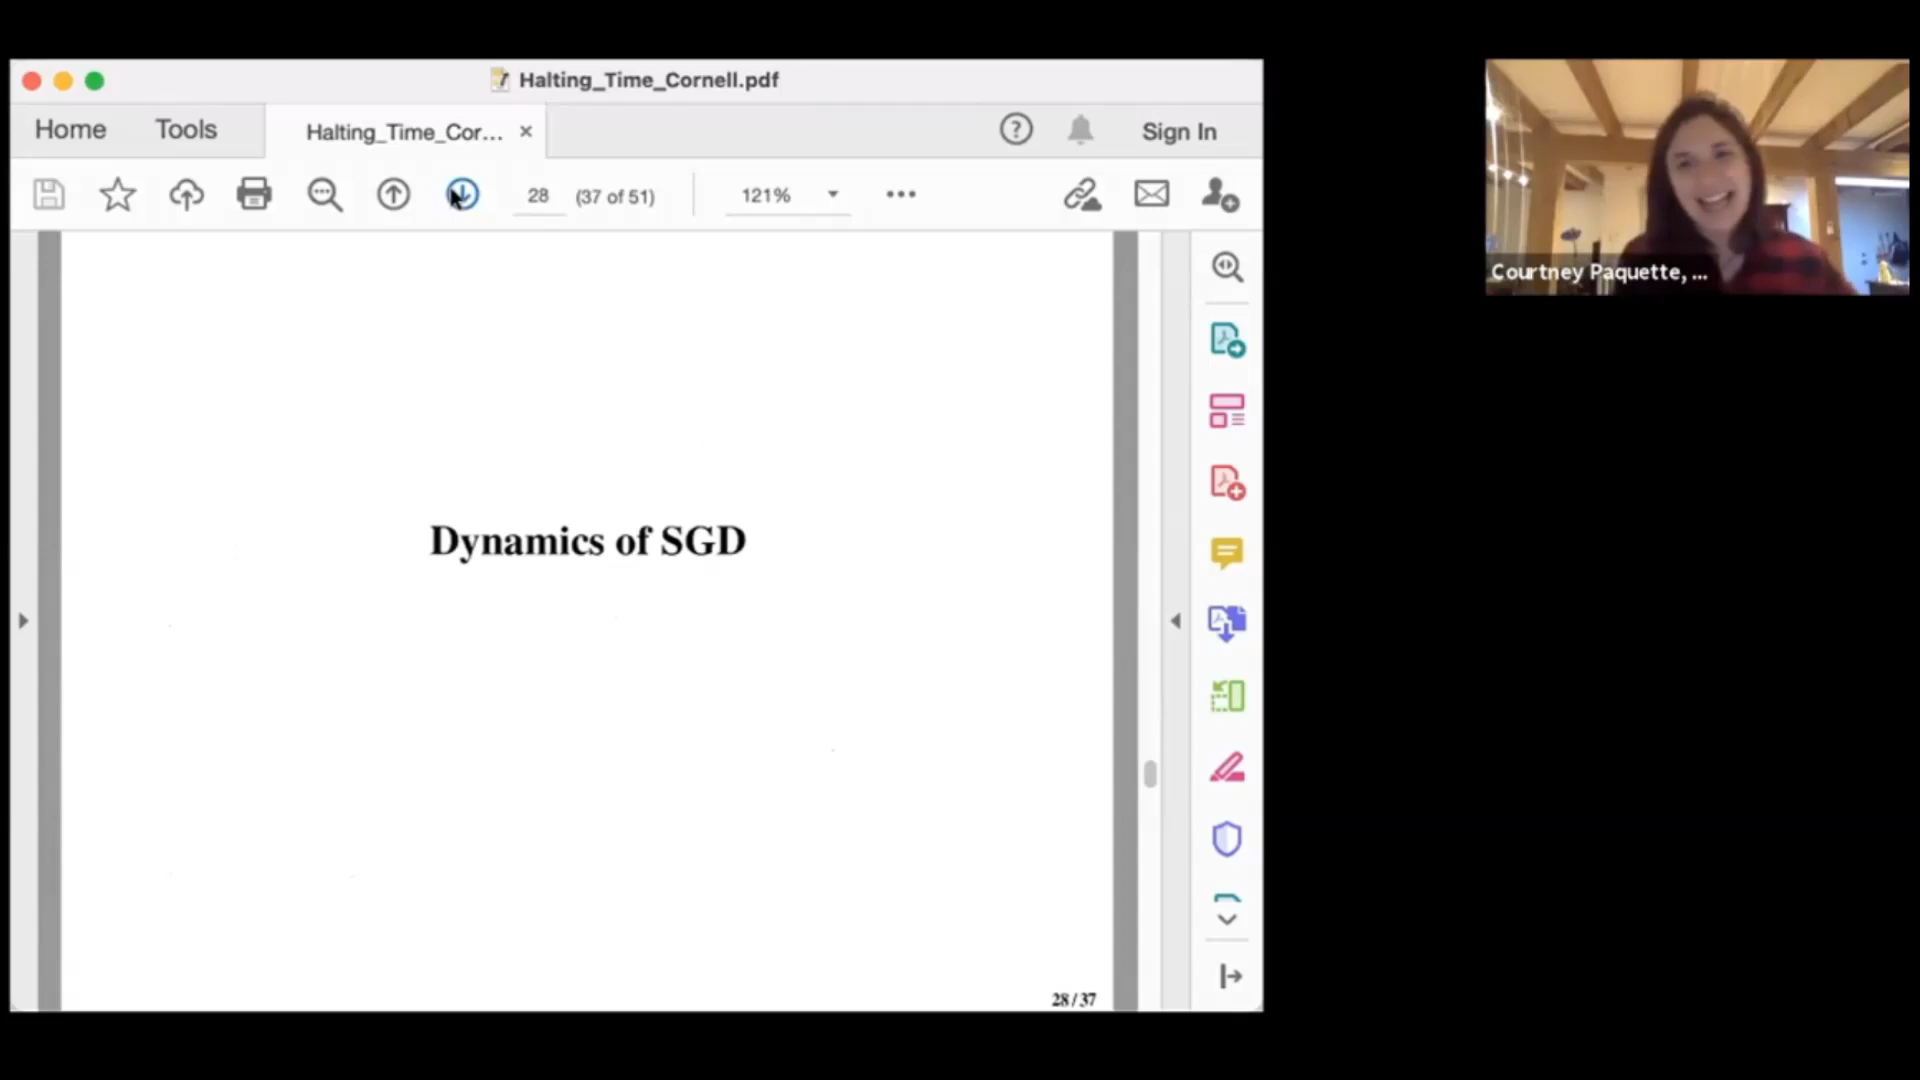 Halting_Time_Cornell.pdf
Home
Tools
Halting_Time_Cor...
Sign In
28
(37 of 51)
121%
Dynamics of SGD
28 / 37
Courtney Paquette, ...